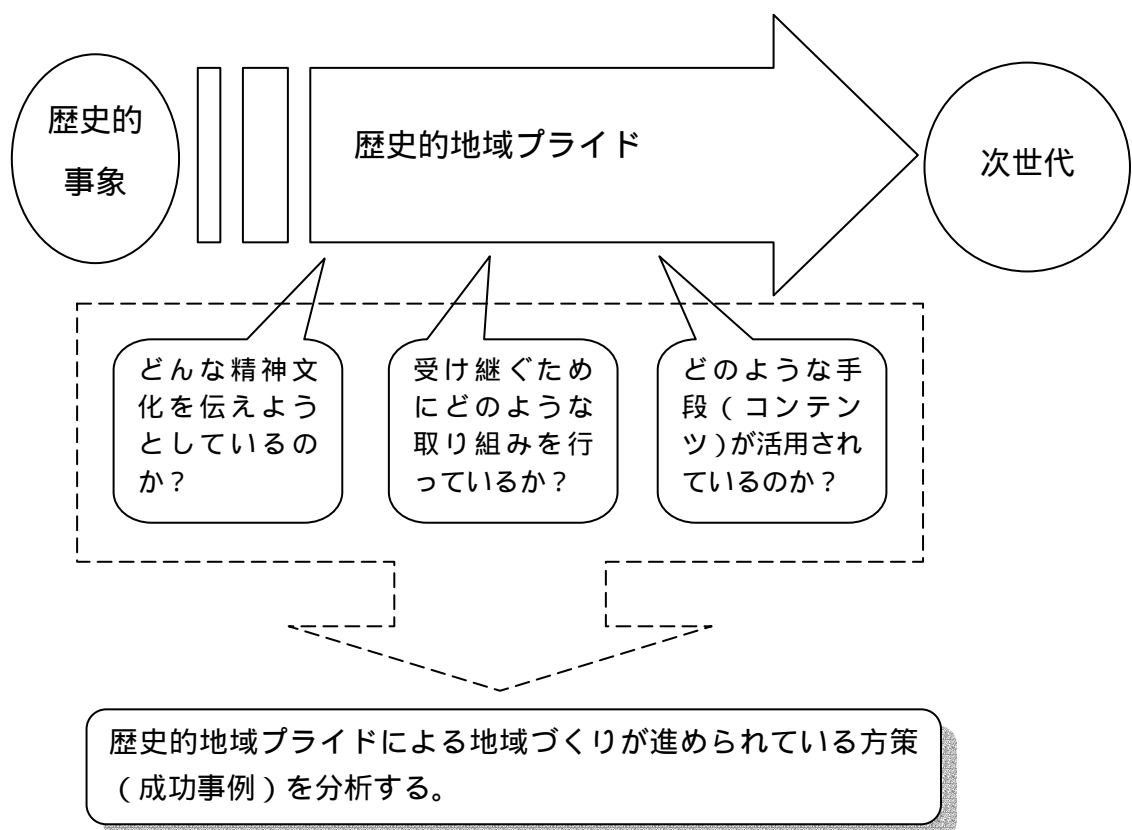 歴史的
事象
歴史的地域プライド
次世代
どんな精神文
化を伝えよう
としているの
か？
受け継ぐため
にどのような
取り組みを行
っているか？
どのような手
段（コンテン
ツ）が活用され
ているのか？
歴史的地域プライドによる地域づくりが進められている方策
（成功事例）を分析する。